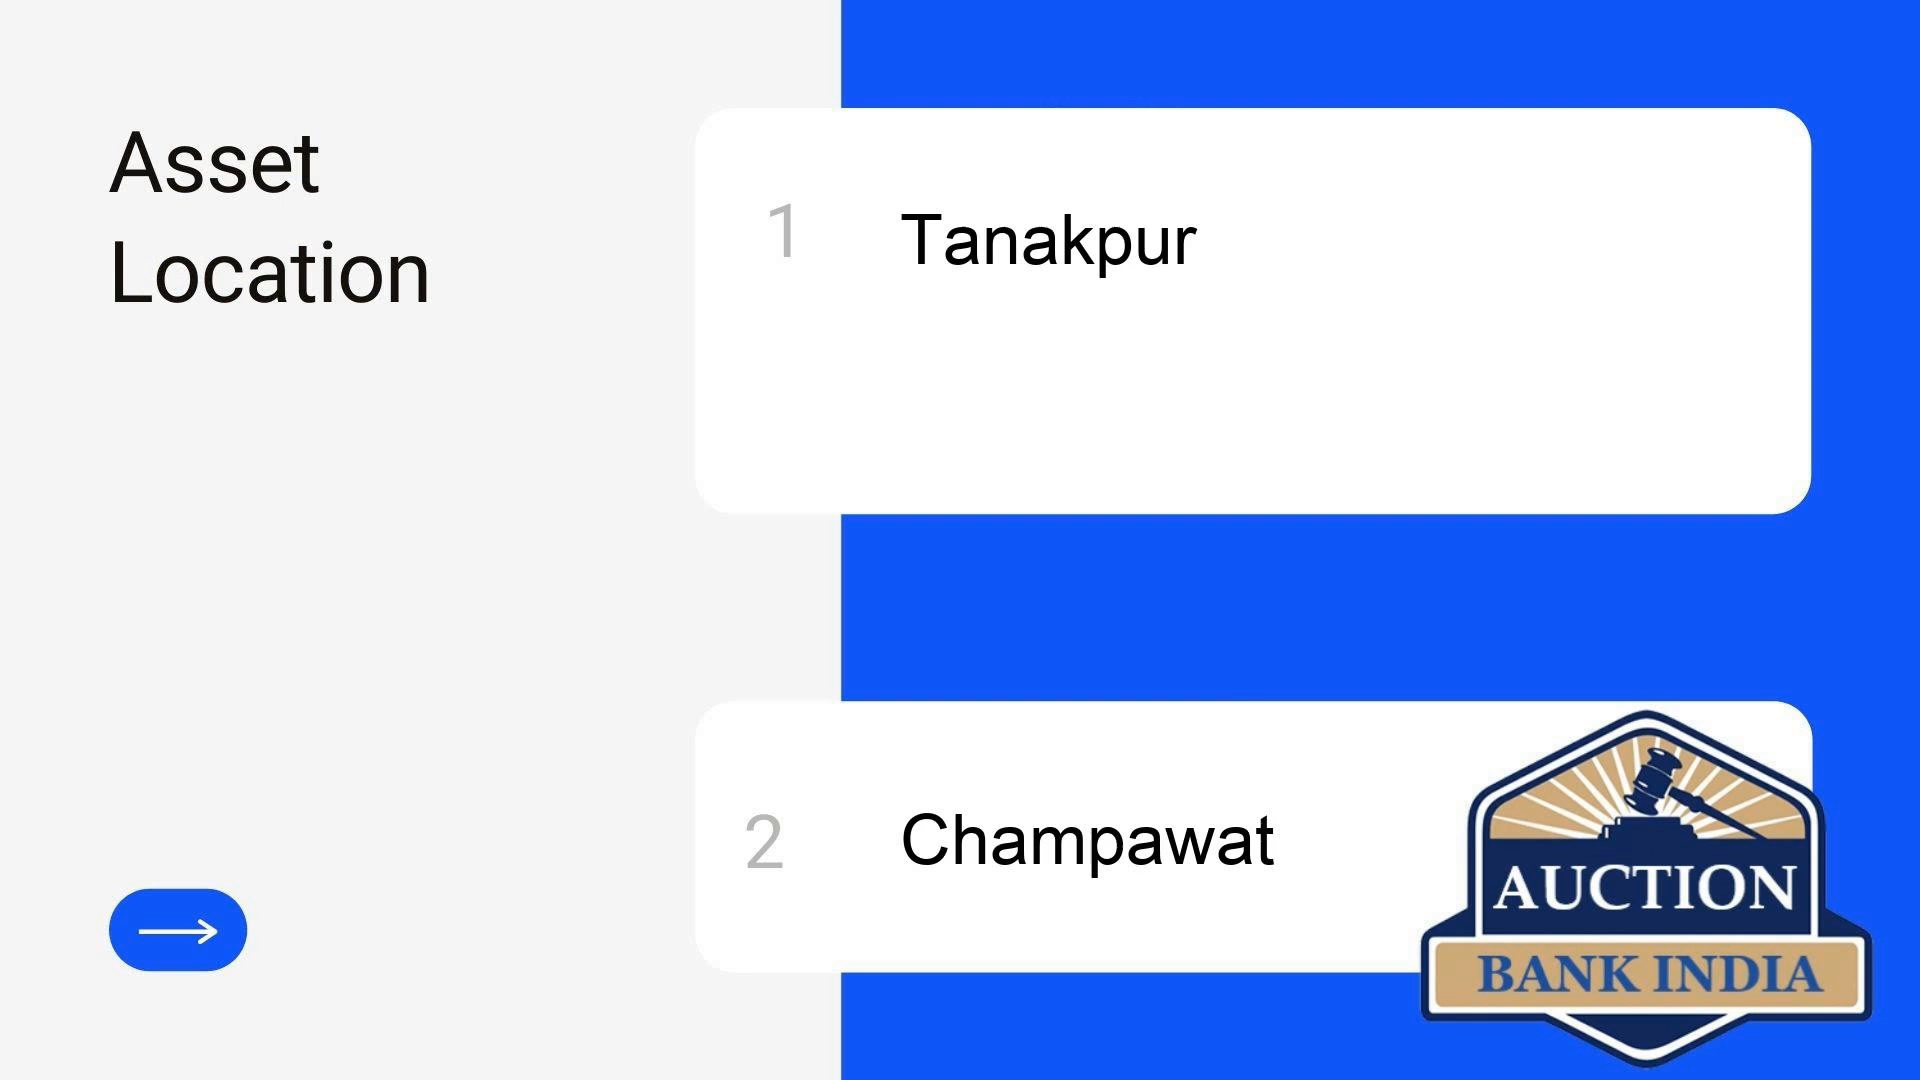 Asset
Location
1
Tanakpur
2
Champawat
AUCTION
BANK INDIA